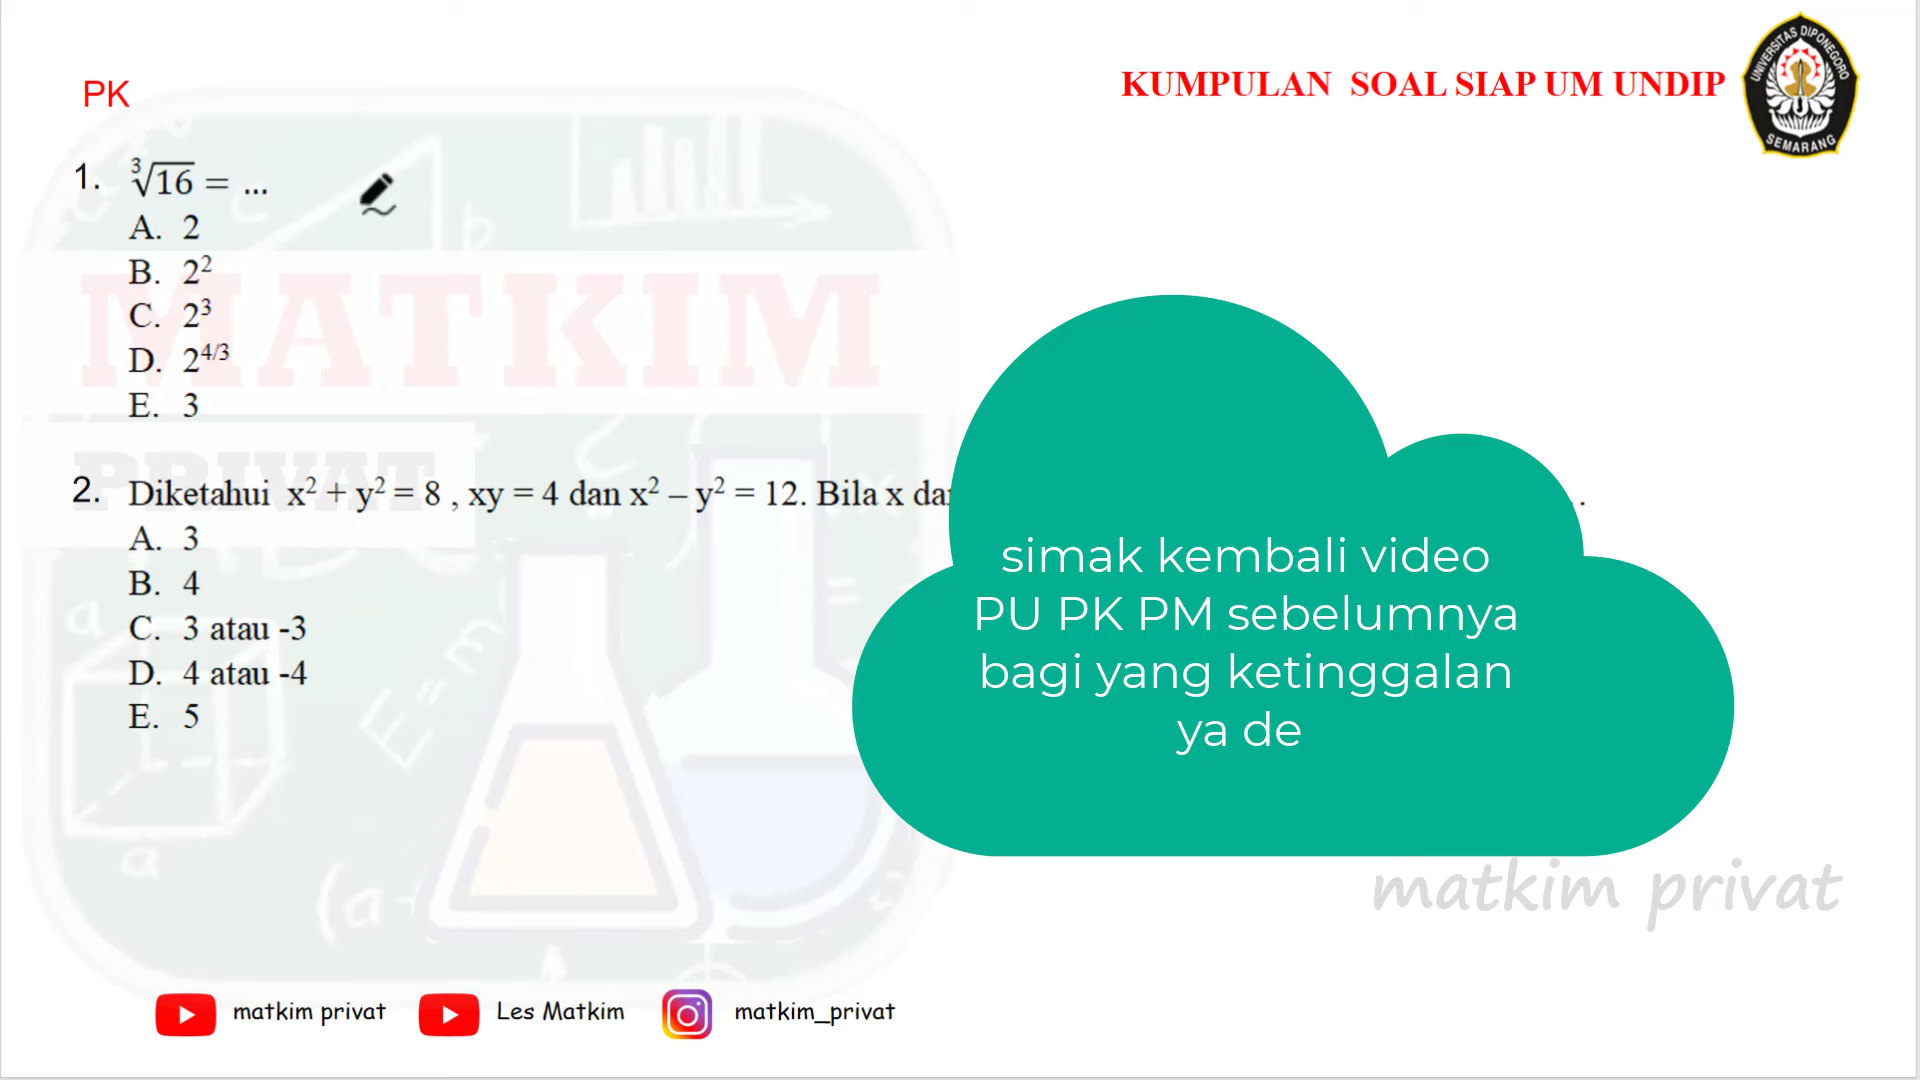 PK
KUMPULAN SOAL SIAP UM UNDIP
UNIVERSITAS DIPONEGORO
SEMARANG
1. ∛16 = ...
A. 2
B. 2²
C. 2³
D. 2^4/3
E. 3
MATKIM
PRIVAT
2. Diketahui x² + y² = 8 , xy = 4 dan x² – y² = 12. Bila x
A. 3
B. 4
C. 3 atau -3
D. 4 atau -4
E. 5
simak kembali video
PU PK PM sebelumnya
bagi yang ketinggalan
ya de
matkim privat
matkim privat
Les Matkim
matkim_privat